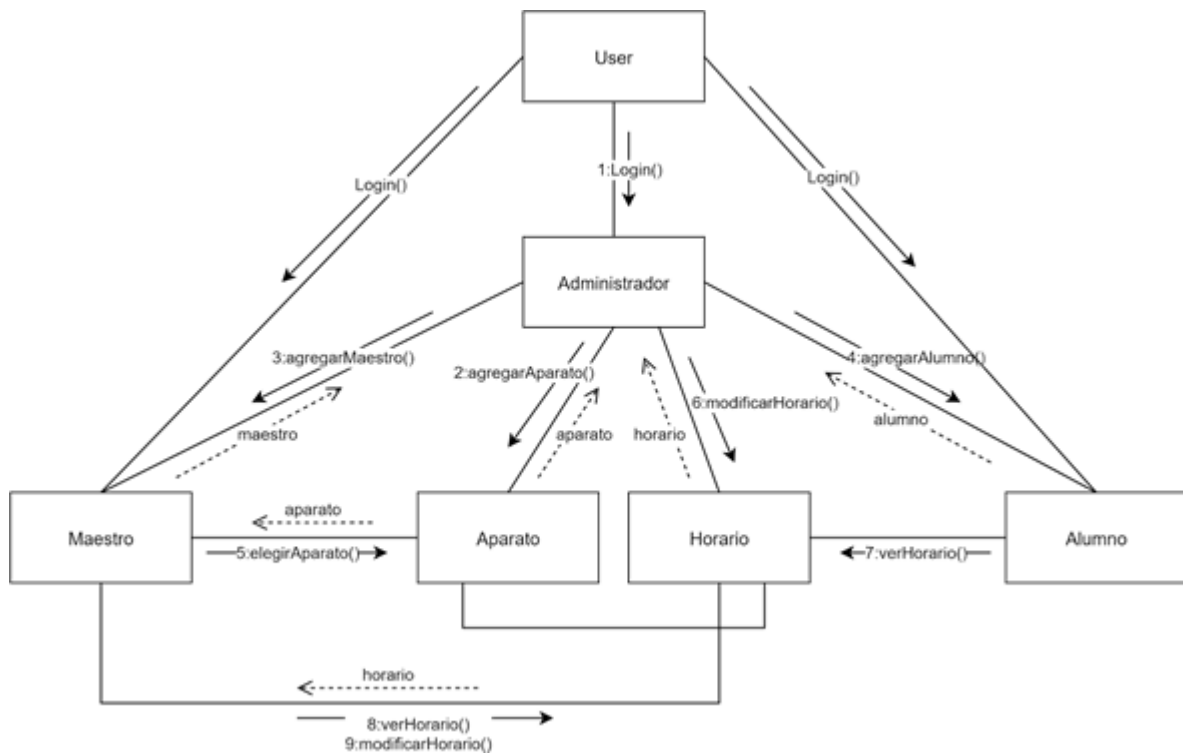 User
Login()
1:Login()
Login()
Administrador
3:agregarMaestro()
2:agregarAparato()
4:agregarAlumno()
6:modificarHorario()
maestro
aparato
horario
alumno
aparato
Maestro
Aparato
Horario
Alumno
5:elegirAparato()
7:verHorario()
horario
8:verHorario()
9:modificarHorario()